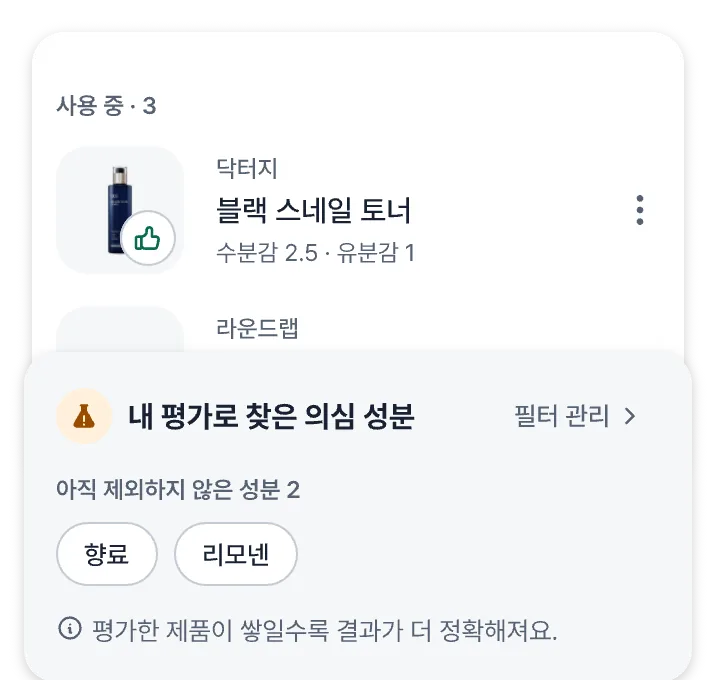 사용 중 · 3
닥터지
블랙 스네일 토너
수분감 2.5 · 유분감 1
라운드랩
내 평가로 찾은 의심 성분
필터 관리
아직 제외하지 않은 성분 2
향료
리모넨
평가한 제품이 쌓일수록 결과가 더 정확해져요.